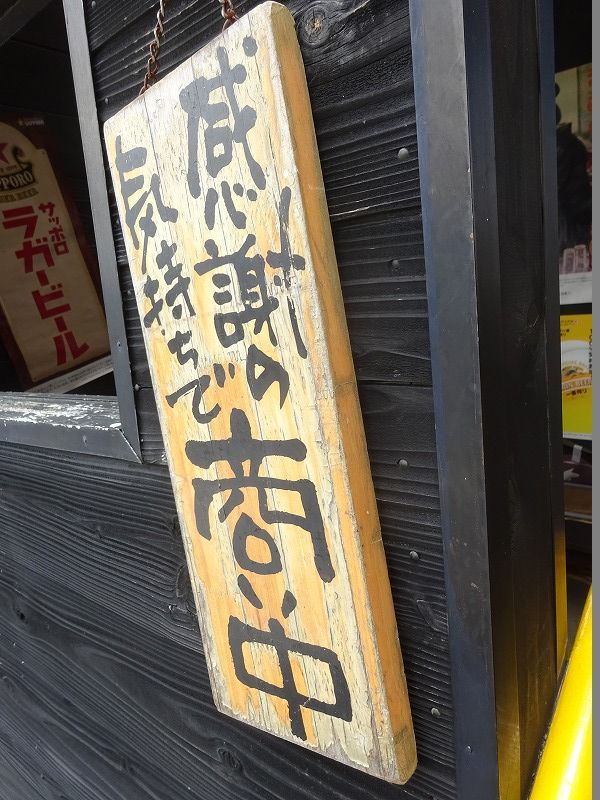 感謝の
気持ちで
商い中
サッポロ
ラガービール